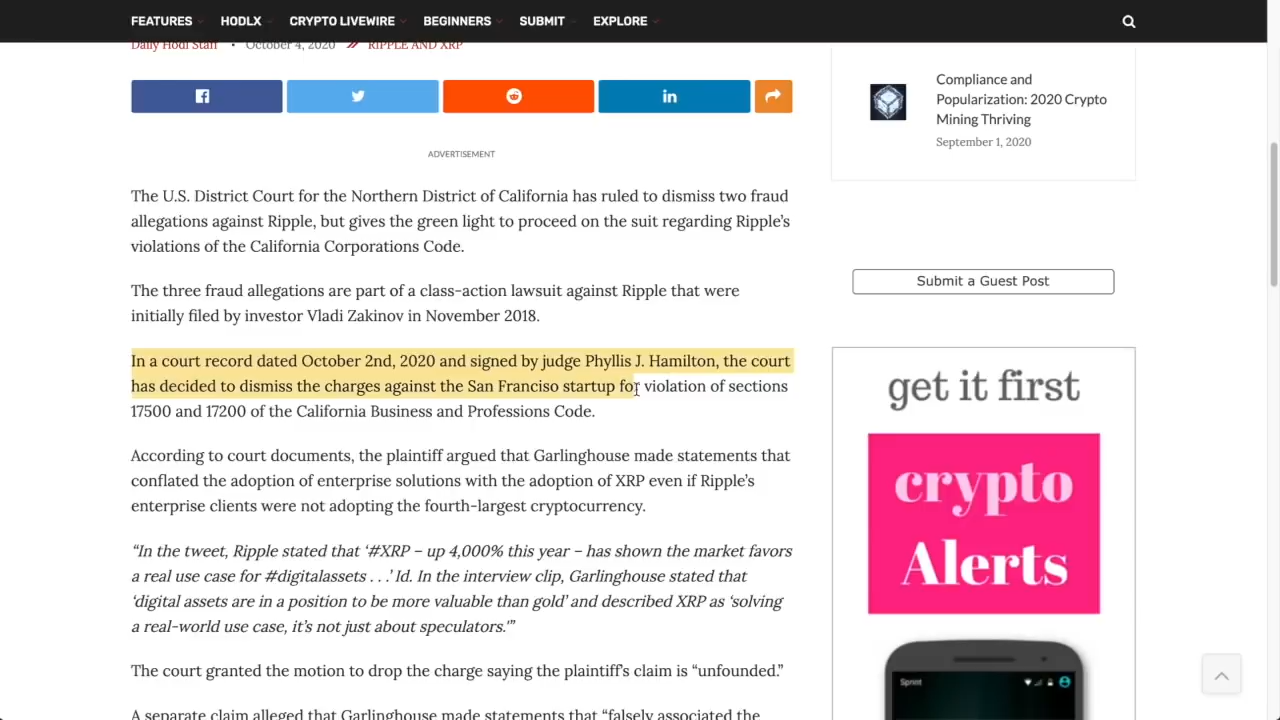 FEATURES HODLX CRYPTO LIVEWIRE BEGINNERS SUBMIT EXPLORE
Daily Hodl Staff • October 4, 2020 RIPPLE AND XRP
ADVERTISEMENT
The U.S. District Court for the Northern District of California has ruled to dismiss two fraud
allegations against Ripple, but gives the green light to proceed on the suit regarding Ripple’s
violations of the California Corporations Code.
The three fraud allegations are part of a class-action lawsuit against Ripple that were
initially filed by investor Vladi Zakinov in November 2018.
In a court record dated October 2nd, 2020 and signed by judge Phyllis J. Hamilton, the court
has decided to dismiss the charges against the San Franciso startup for violation of sections
17500 and 17200 of the California Business and Professions Code.
According to court documents, the plaintiff argued that Garlinghouse made statements that
conflated the adoption of enterprise solutions with the adoption of XRP even if Ripple’s
enterprise clients were not adopting the fourth-largest cryptocurrency.
“In the tweet, Ripple stated that ‘#XRP – up 4,000% this year – has shown the market favors
a real use case for #digitalassets . . .’ Id. In the interview clip, Garlinghouse stated that
‘digital assets are in a position to be more valuable than gold’ and described XRP as ‘solving
a real-world use case, it’s not just about speculators.’”
The court granted the motion to drop the charge saying the plaintiff’s claim is “unfounded.”
A separate claim alleged that Garlinghouse made statements that “falsely associated the
Compliance and
Popularization: 2020 Crypto
Mining Thriving
September 1, 2020
Submit a Guest Post
get it first
crypto
Alerts
Sprint